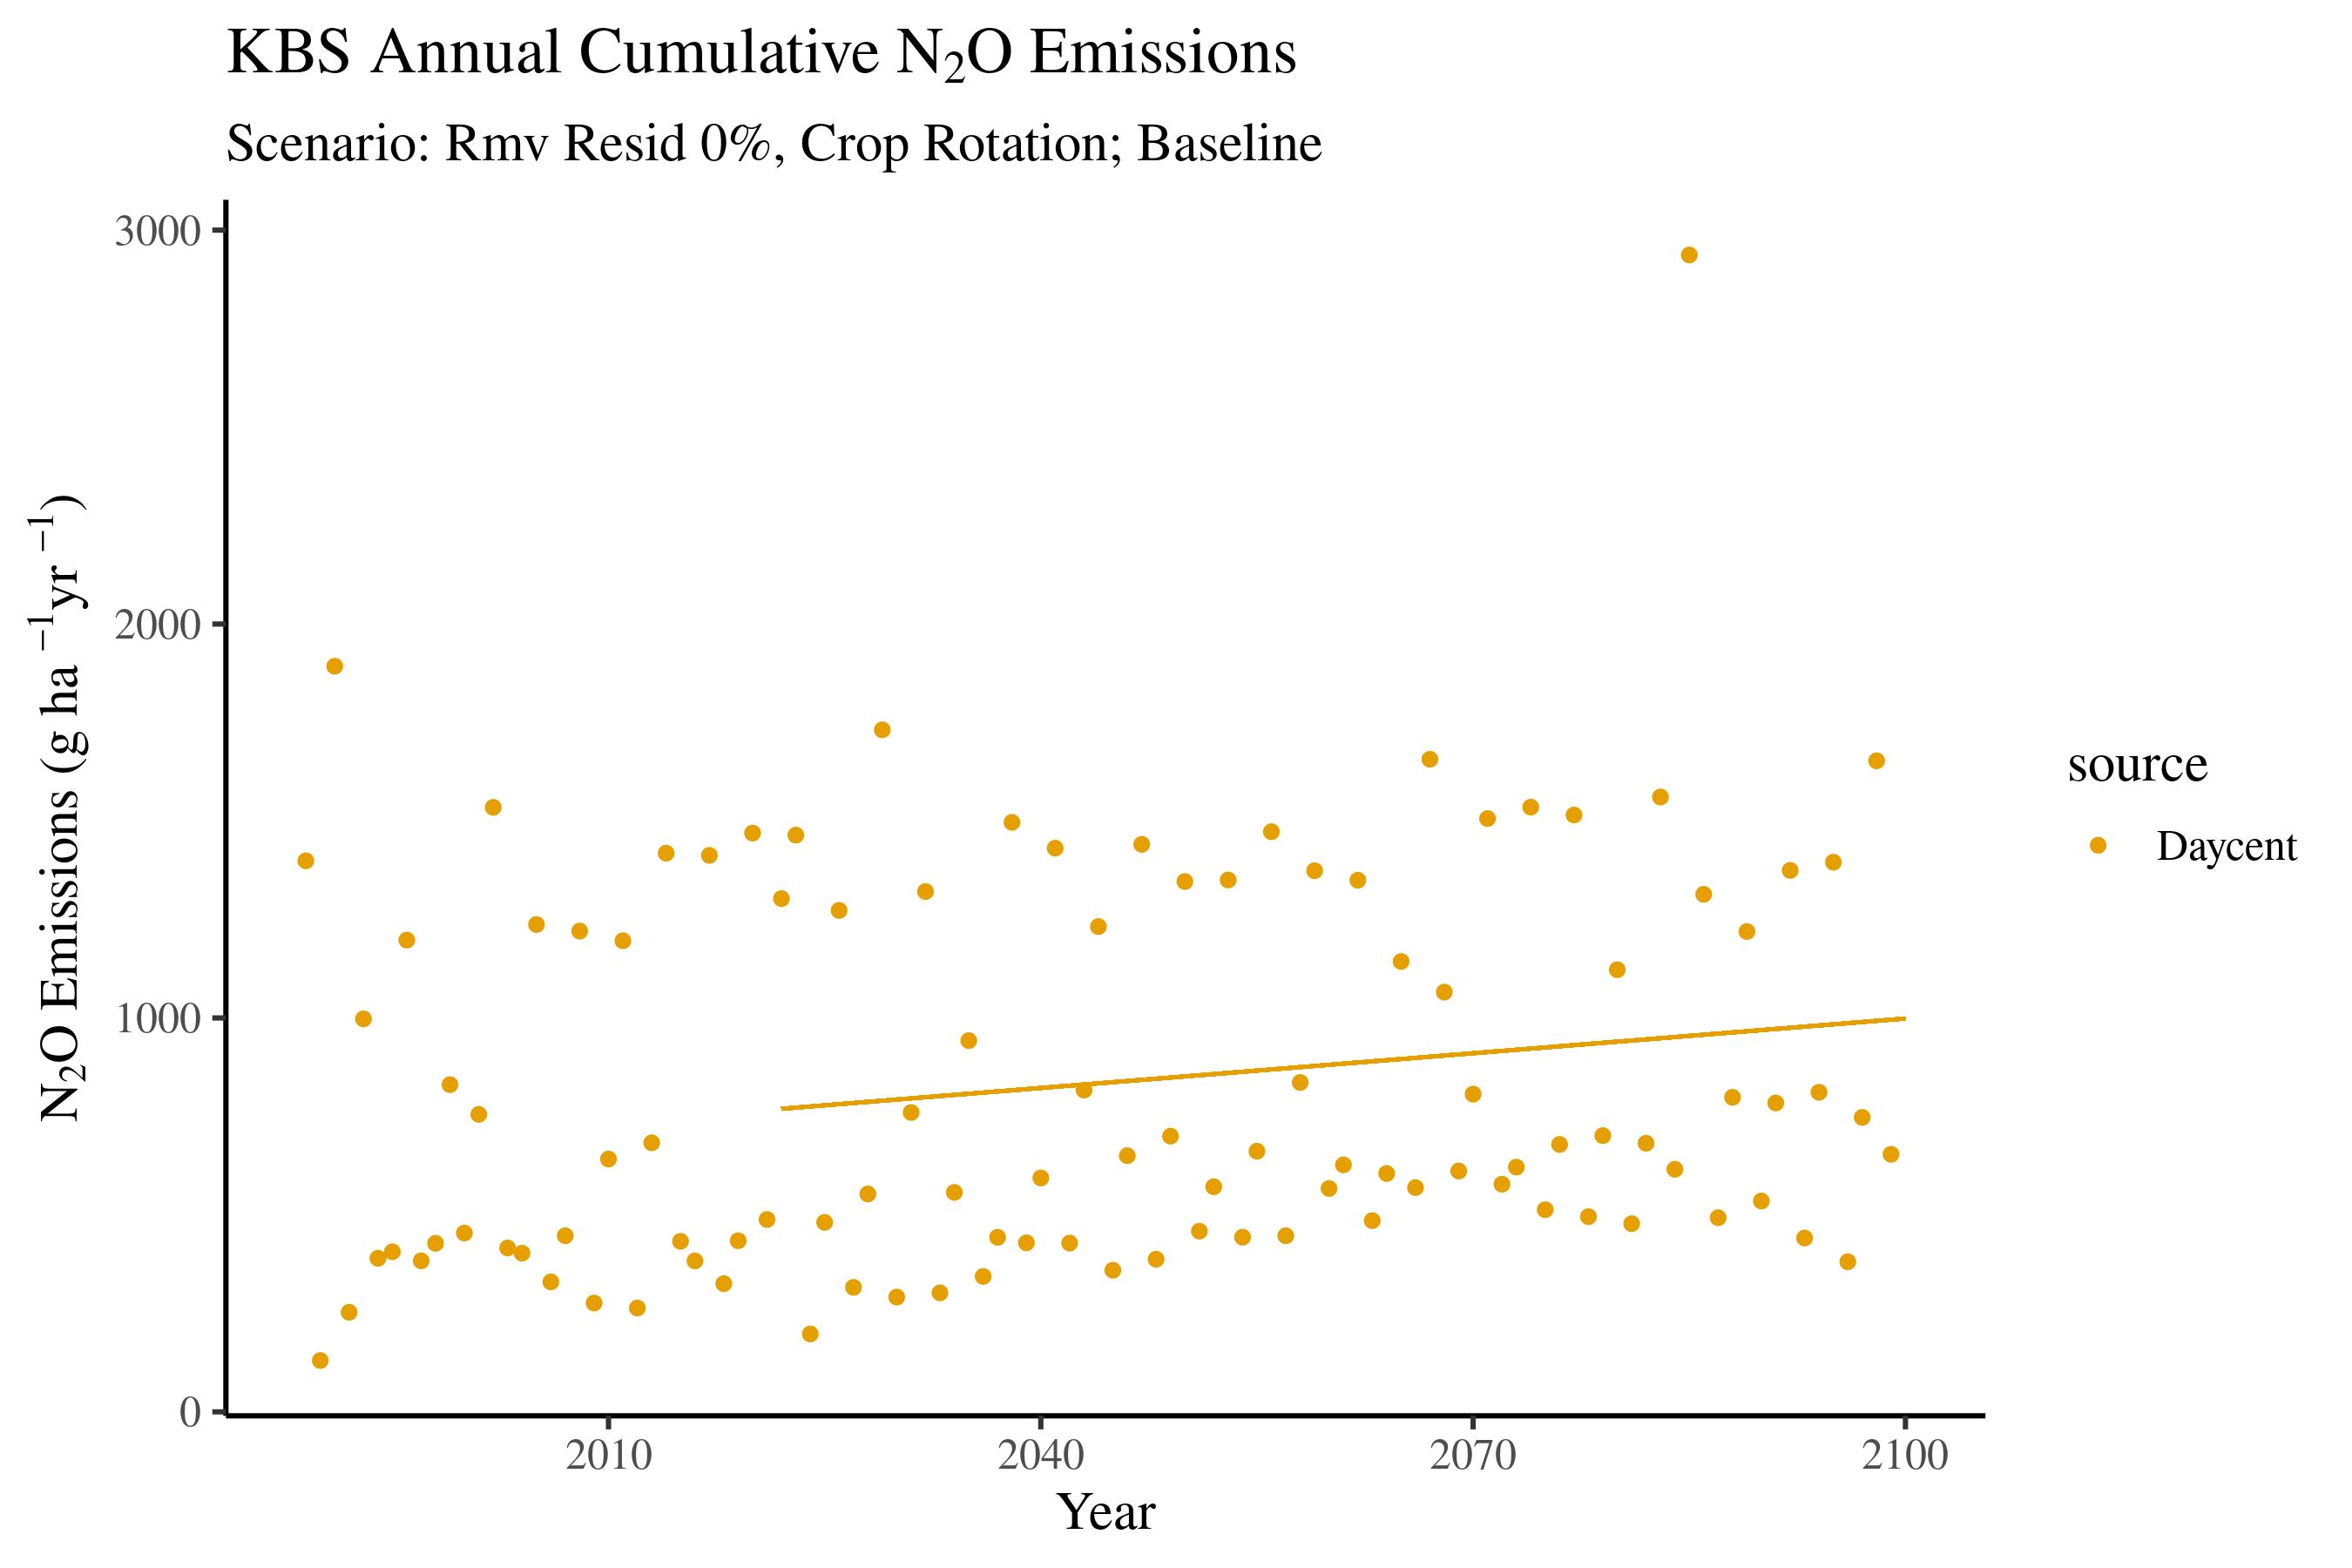 KBS Annual Cumulative N₂O Emissions
Scenario: Rmv Resid 0%, Crop Rotation; Baseline
N₂O Emissions (g ha⁻¹yr⁻¹)
3000
2000
1000
0
2010 2040 2070 2100
Year
source
Daycent